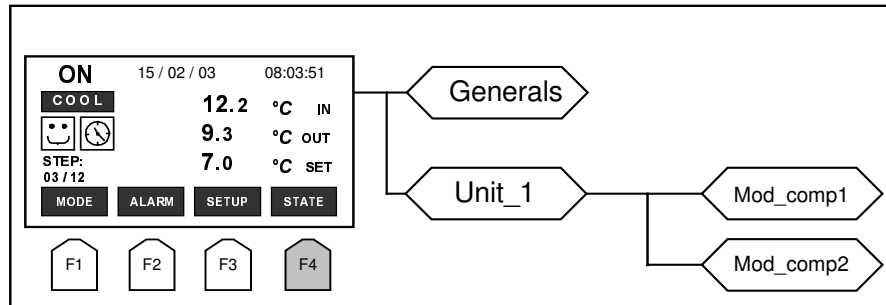 ON 15 / 02 / 03 08:03:51
COOL 12.2 °C IN
9.3 °C OUT
STEP: 7.0 °C SET
03 / 12
MODE ALARM SETUP STATE
F1 F2 F3 F4
Generals
Unit_1
Mod_comp1
Mod_comp2